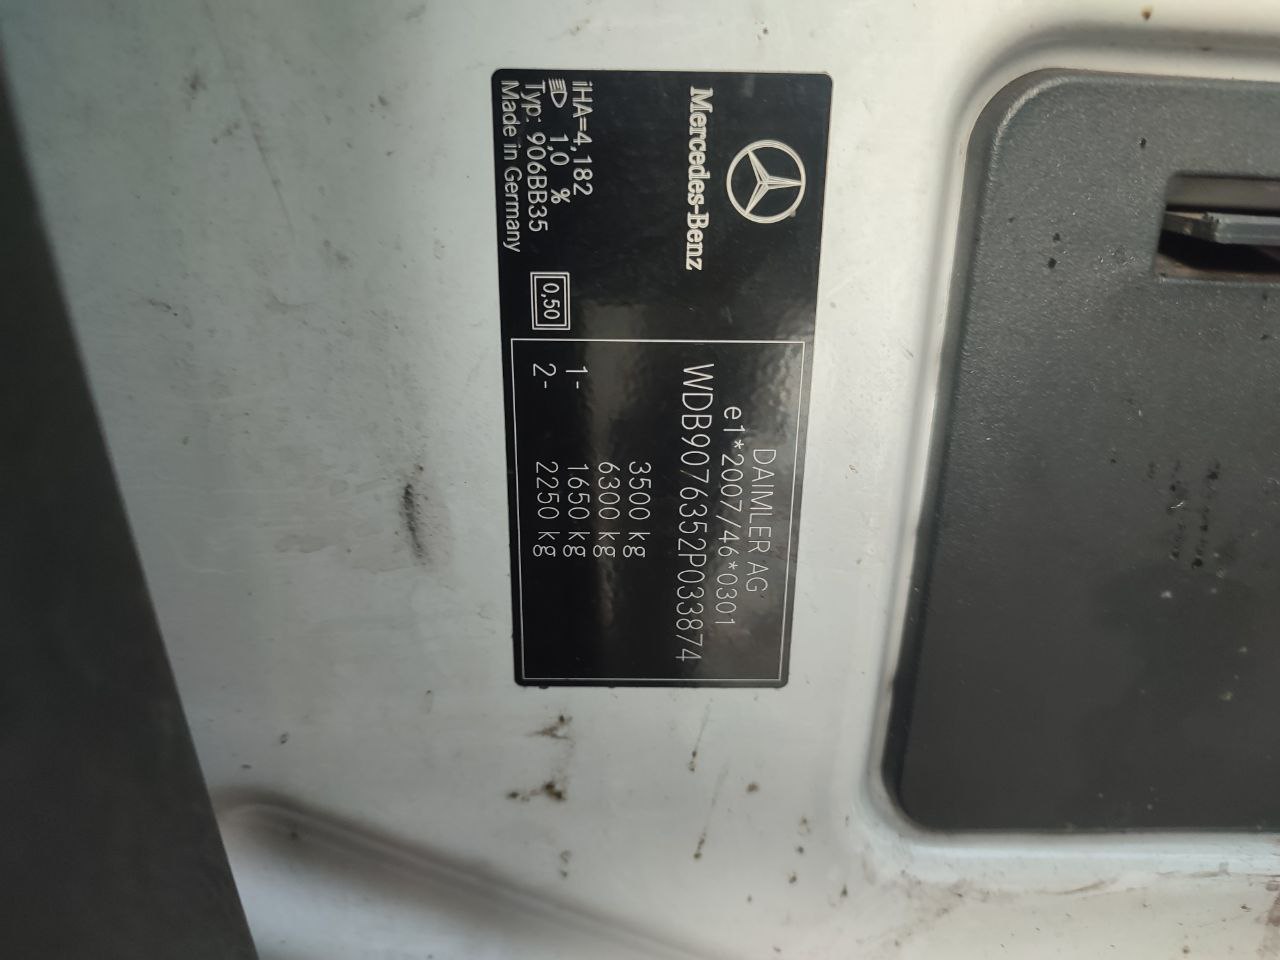 Mercedes-Benz
iHA=4,182
1,0 %
Typ: 906BB35
Made in Germany
0,50
DAIMLER AG
e1*2007/46*0301
WDB9076352P033874
3500 kg
6300 kg
1- 1650 kg
2- 2250 kg